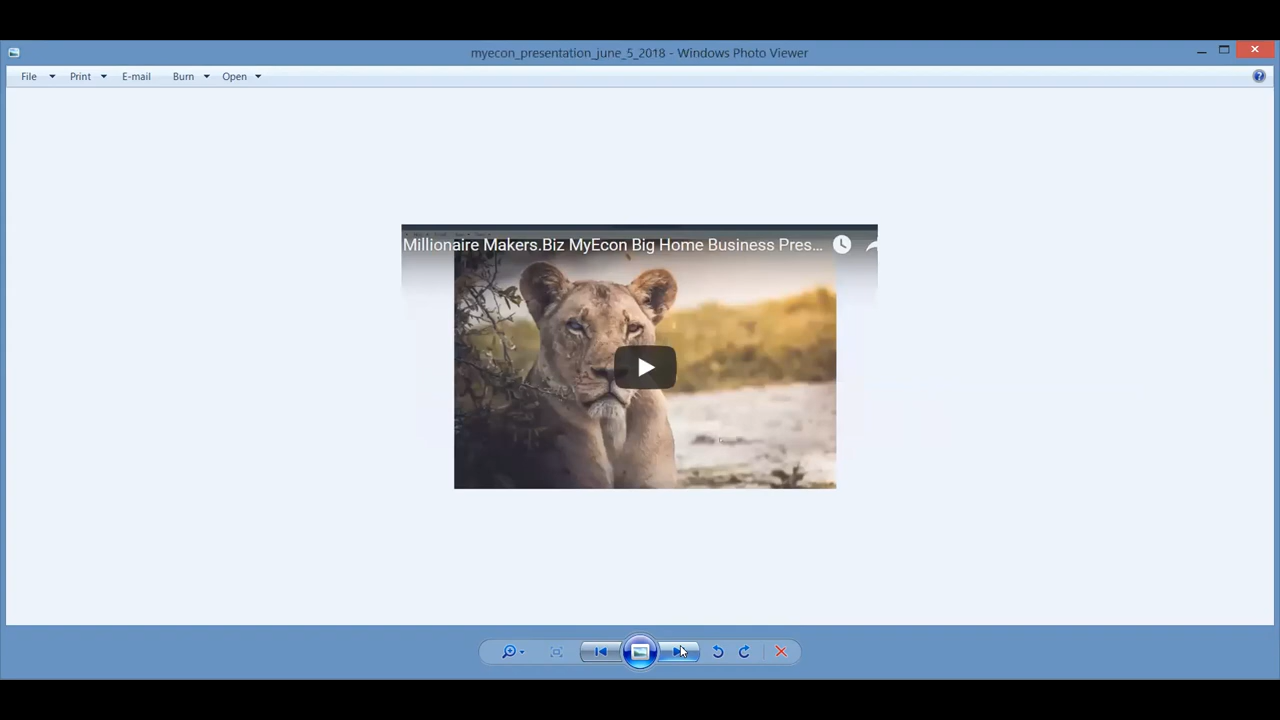 myecon_presentation_june_5_2018 - Windows Photo Viewer
File Print E-mail Burn Open
Millionaire Makers.Biz MyEcon Big Home Business Pres...